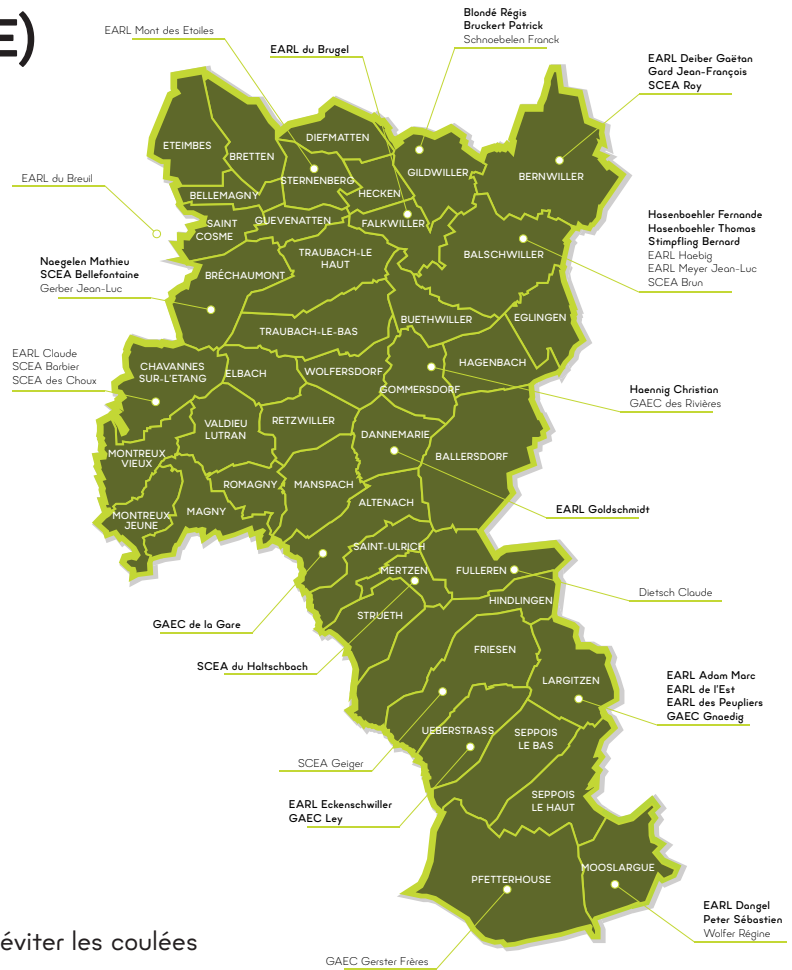 E)
EARL Mont des Etoiles
EARL du Brugel
Blondé Régis
Bruckert Patrick
Schnoebelen Franck
EARL Deiber Gaëtan
Gard Jean-François
SCEA Roy
EARL du Breuil
Naegelen Mathieu
SCEA Bellefontaine
Gerber Jean-Luc
EARL Claude
SCEA Barbier
SCEA des Choux
Hasenboehler Fernande
Hasenboehler Thomas
Stimpfling Bernard
EARL Haebig
EARL Meyer Jean-Luc
SCEA Brun
Haennig Christian
GAEC des Rivières
EARL Goldschmidt
Dietsch Claude
GAEC de la Gare
SCEA du Haltschbach
EARL Adam Marc
EARL de l'Est
EARL des Peupliers
GAEC Gnaedig
SCEA Geiger
EARL Eckenschwiller
GAEC Ley
EARL Dangel
Peter Sébastien
Wolfer Régine
GAEC Gerster Frères
ETEIMBES
BRETTEN
DIEFMATTEN
STERNENBERG
HECKEN
GILDWILLER
BERNWILLER
BELLEMAGNY
SAINT
COSME
GUEVENATTEN
FALKWILLER
TRAUBACH-LE
HAUT
BALSCHWILLER
BRÉCHAUMONT
TRAUBACH-LE-BAS
BUETHWILLER
EGLINGEN
CHAVANNES
SUR-L'ETANG
ELBACH
WOLFERSDORF
GOMMERSDORF
HAGENBACH
VALDIEU
LUTRAN
RETZWILLER
DANNEMARIE
BALLERSDORF
MONTREUX
VIEUX
ROMAGNY
MANSPACH
ALTENACH
MONTREUX
JEUNE
MAGNY
SAINT-ULRICH
MERTZEN
FULLEREN
STRUETH
HINDLINGEN
FRIESEN
LARGITZEN
UEBERSTRASS
SEPPOIS
LE BAS
SEPPOIS
LE HAUT
PFETTERHOUSE
MOOSLARGUE
éviter les coulées